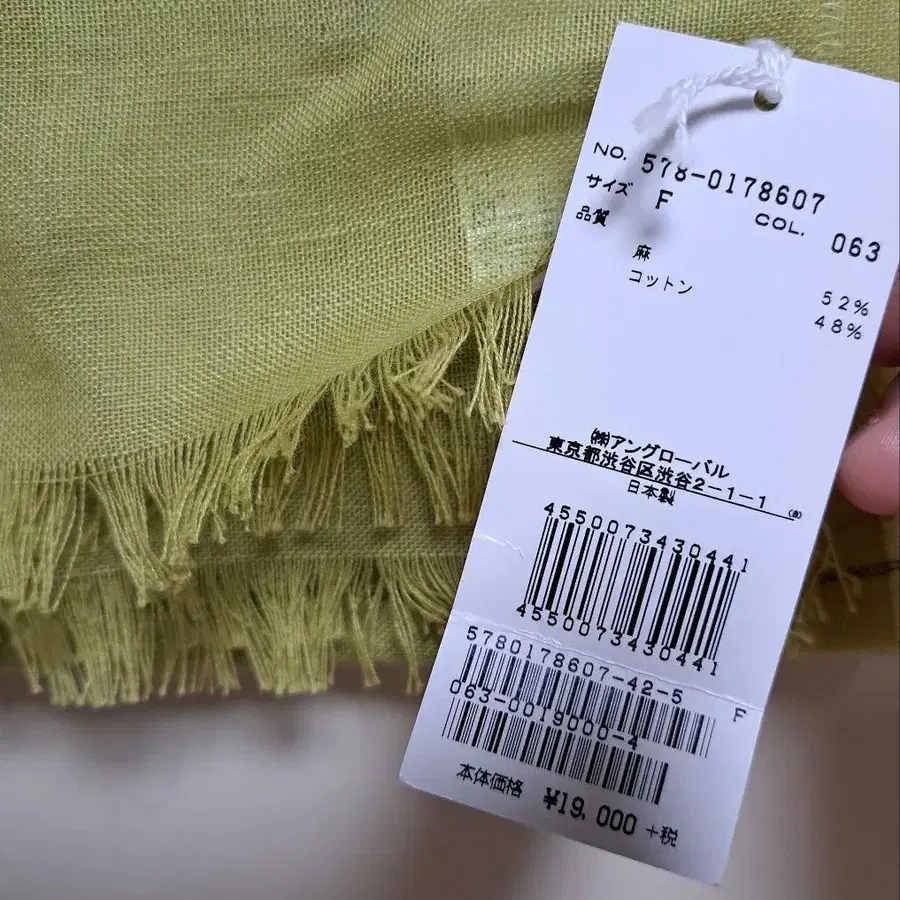 NO. 578-0178607
サイズ F COL. 063
品質
麻 52%
コットン 48%
㈱アングローバル
東京都渋谷区渋谷2-1-1
日本製 (a)
4550073430441
4550073430441
5780178607-42-5 F
063-0019000-4
本体価格 ¥19,000 +税